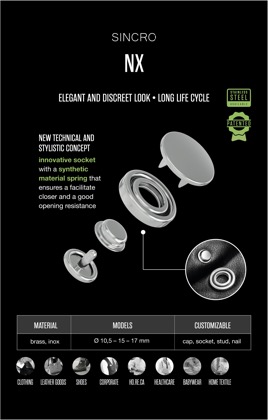 SINCRO
NX
ELEGANT AND DISCREET LOOK • LONG LIFE CYCLE
STAINLESS
STEEL
AVAILABLE
PATENTED
NEW TECHNICAL AND
STYLISTIC CONCEPT
innovative socket
with a synthetic
material spring that
ensures a facilitate
closer and a good
opening resistance
MATERIAL MODELS CUSTOMIZABLE
brass, inox Ø 10,5 – 15 – 17 mm cap, socket, stud, nail
CLOTHING LEATHER GOODS SHOES CORPORATE HO.RE.CA HEALTHCARE BABYWEAR HOME TEXTILE